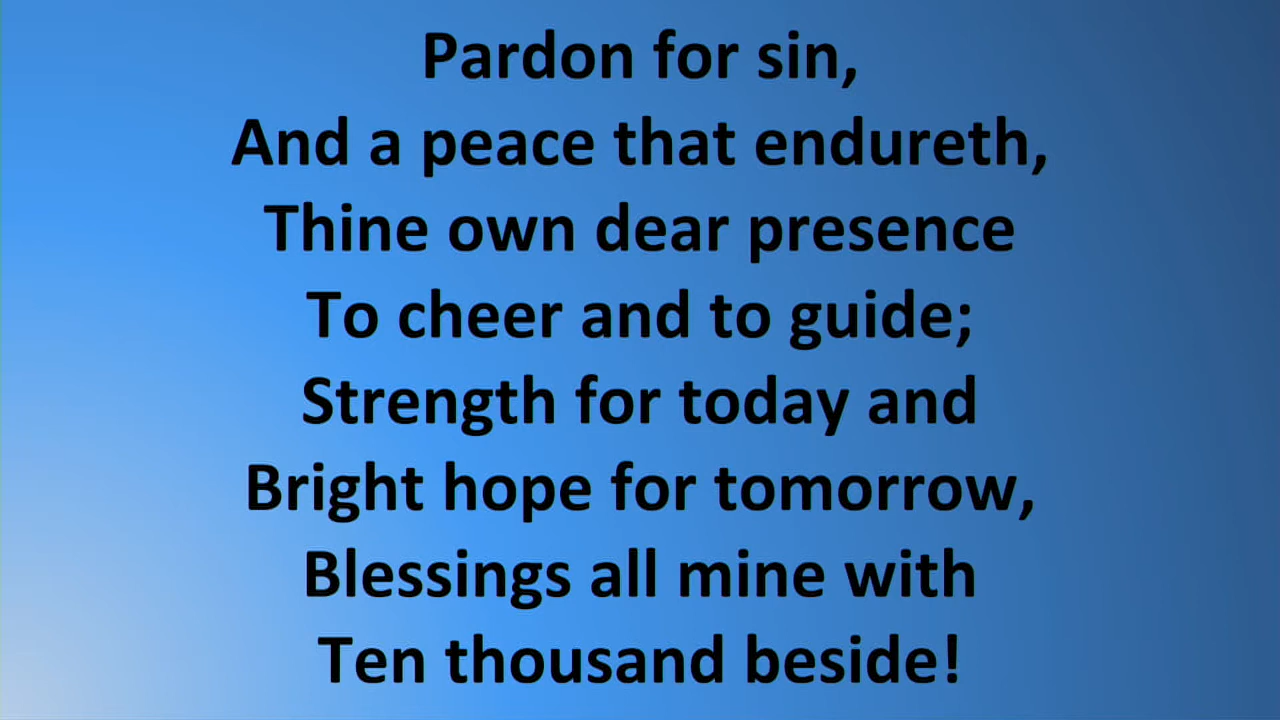 Pardon for sin,
And a peace that endureth,
Thine own dear presence
To cheer and to guide;
Strength for today and
Bright hope for tomorrow,
Blessings all mine with
Ten thousand beside!